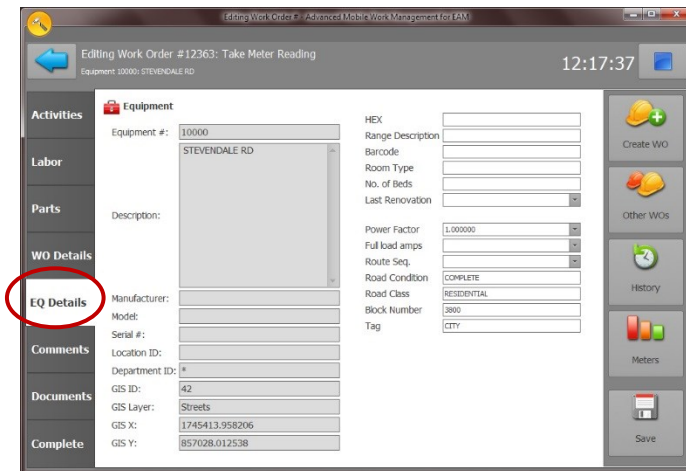 Editing Work Order # - Advanced Mobile Work Management for EAM
Editing Work Order #12363: Take Meter Reading
Equipment 10000: STEVENDALE RD
12:17:37
Activities
Labor
Parts
WO Details
EQ Details
Comments
Documents
Complete
Equipment
Equipment #: 10000
Description: STEVENDALE RD
Manufacturer:
Model:
Serial #:
Location ID:
Department ID: *
GIS ID: 42
GIS Layer: Streets
GIS X: 1745413.958206
GIS Y: 857028.012538
HEX
Range Description
Barcode
Room Type
No. of Beds
Last Renovation
Power Factor 1.000000
Full load amps
Route Seq.
Road Condition COMPLETE
Road Class RESIDENTIAL
Block Number 3800
Tag CITY
Create WO
Other WOs
History
Meters
Save